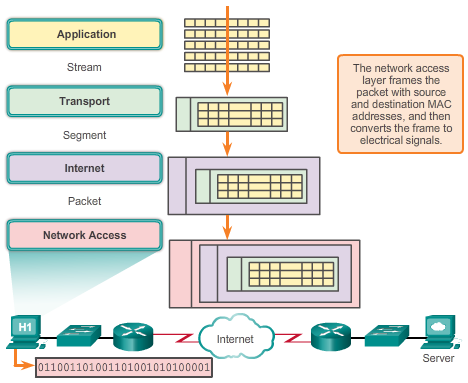 Application
Stream
Transport
Segment
Internet
Packet
Network Access
The network access
layer frames the
packet with source
and destination MAC
addresses, and then
converts the frame to
electrical signals.
H1
Internet
Server
011001101001101001010100001